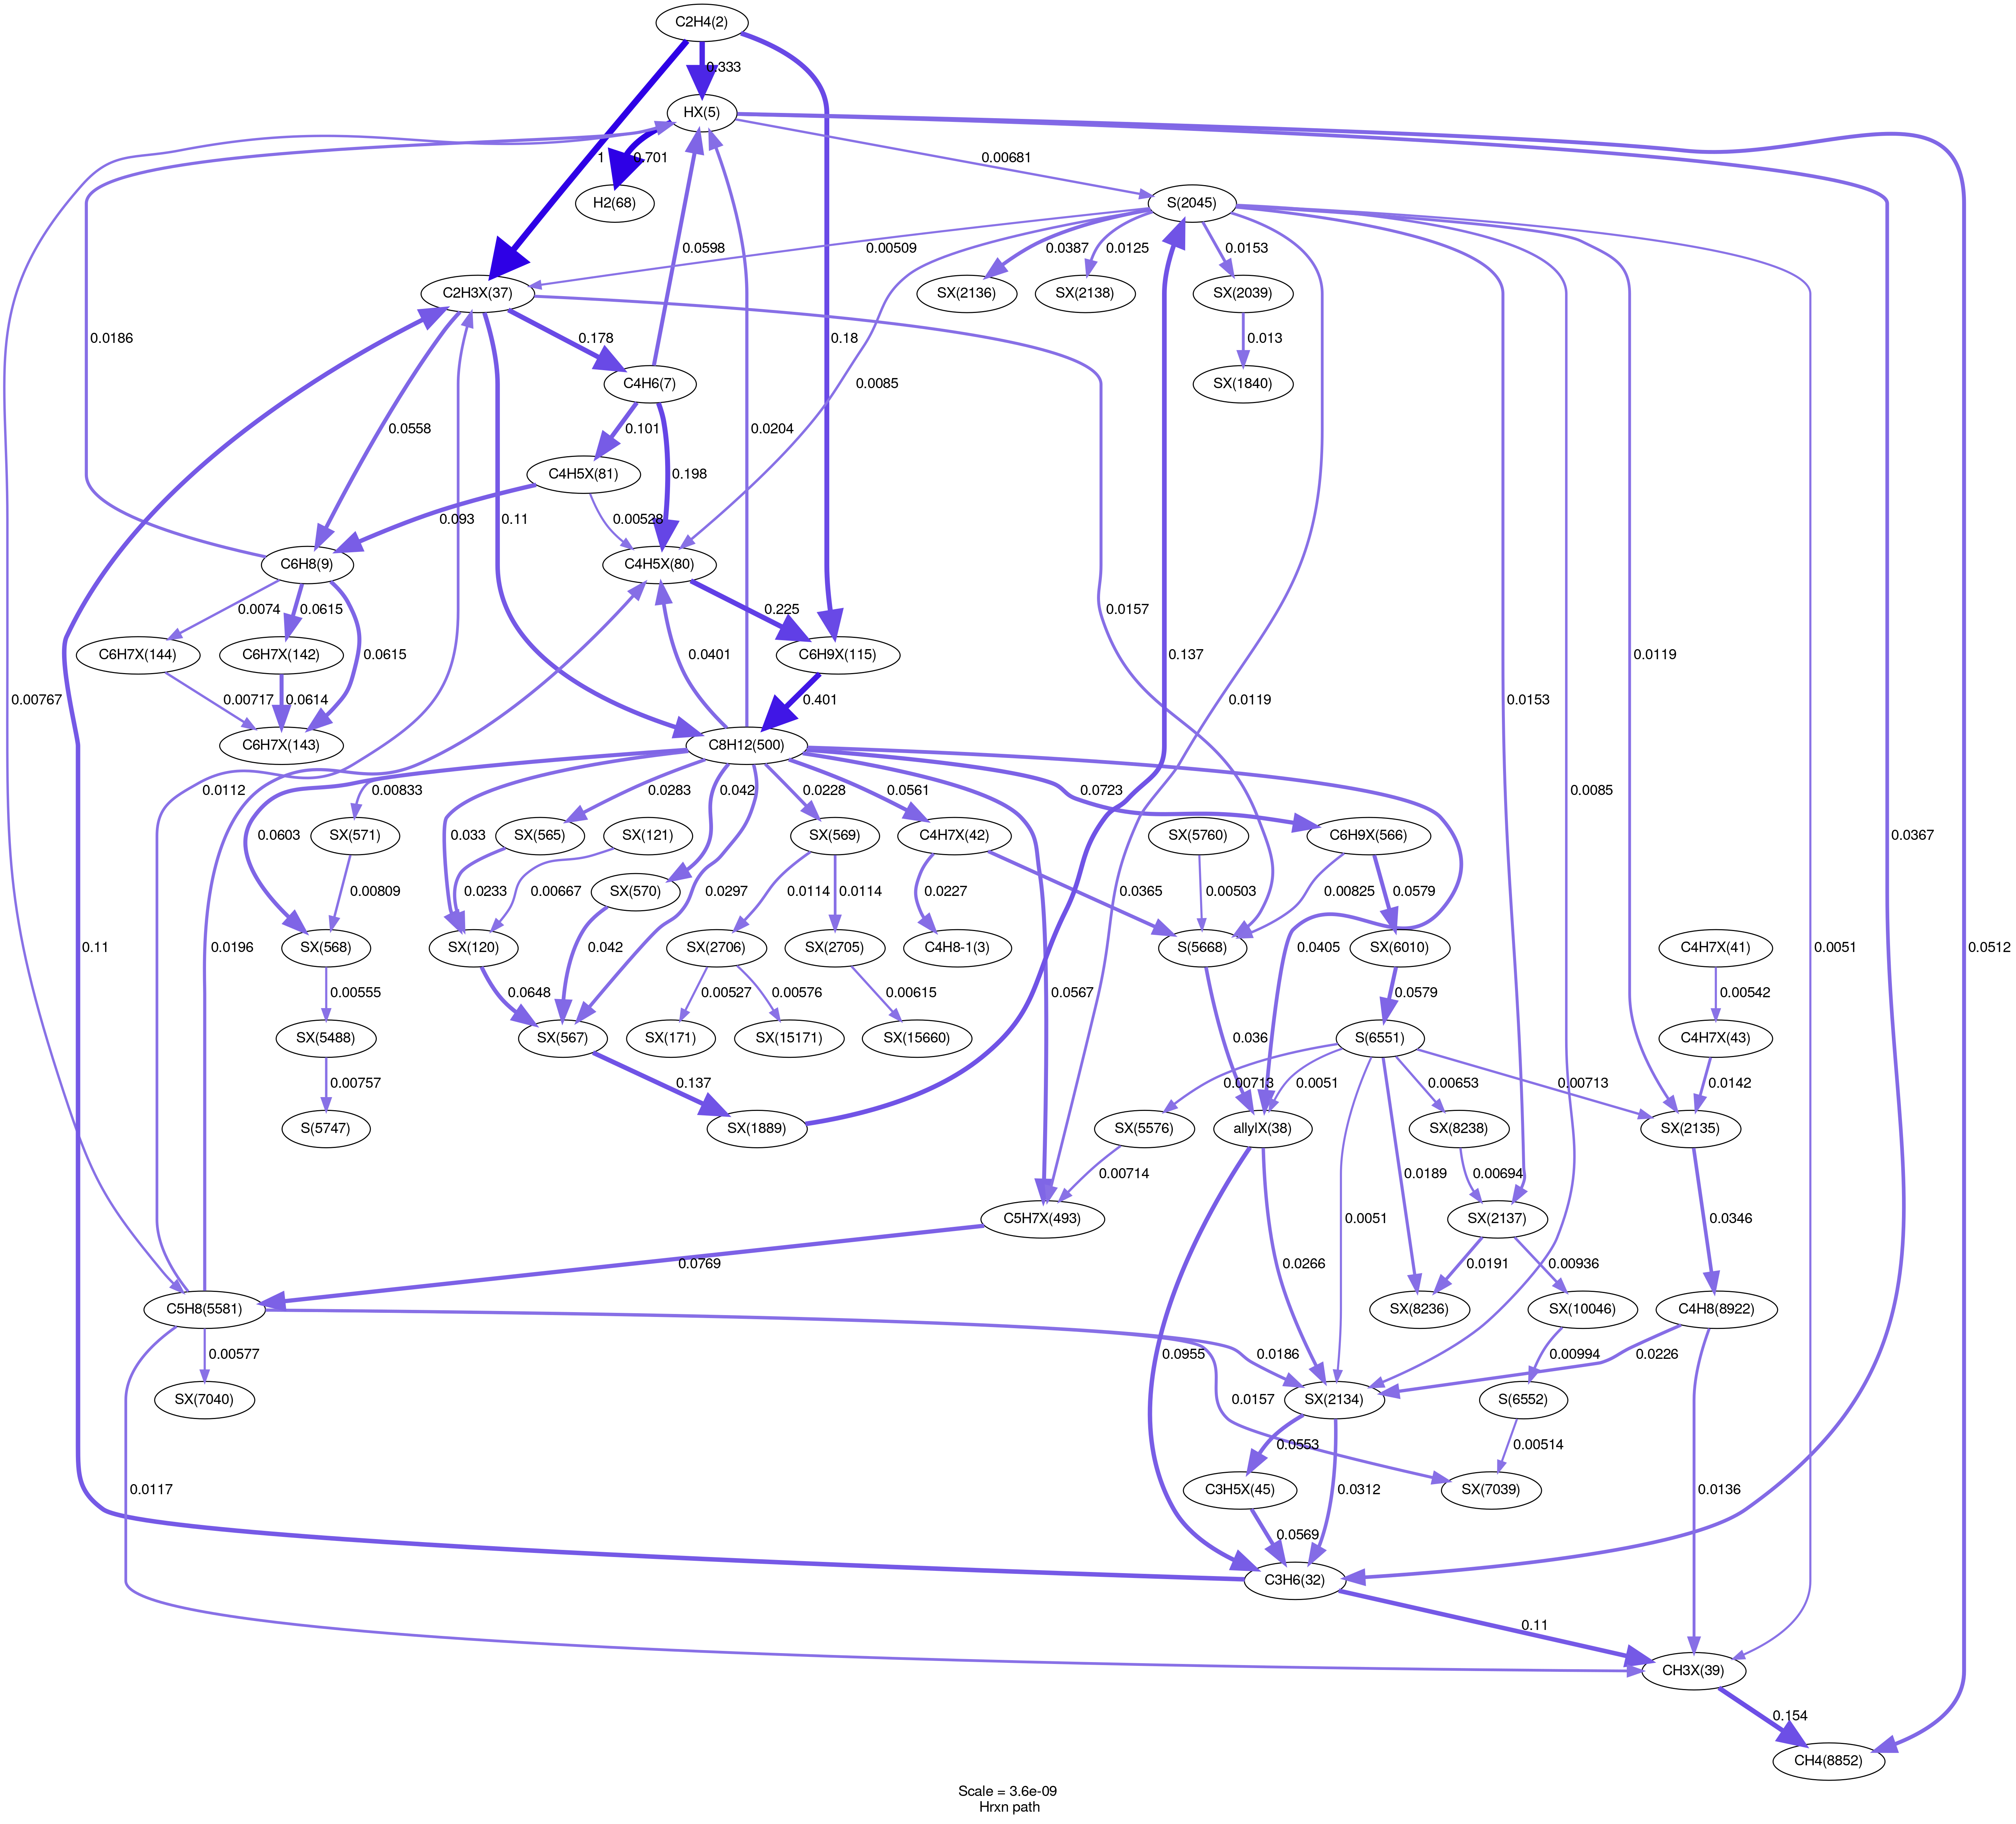 C2H4(2)
0.333
HX(5)
1
0.701
0.00681
H2(68)
S(2045)
0.0598
0.00509
0.0387
0.0125
0.0153
C2H3X(37)
SX(2136)
SX(2138)
SX(2039)
0.0186
0.178
0.18
0.013
C4H6(7)
0.0085
SX(1840)
0.0558
0.101
0.0204
C4H5X(81)
0.198
0.093
0.11
0.00528
C6H8(9)
C4H5X(80)
0.0074
0.0615
0.225
0.0157
C6H7X(144)
C6H7X(142)
0.0615
0.0401
C6H9X(115)
0.137
0.0119
0.00767
0.00717
0.0614
0.401
0.0119
0.0153
C6H7X(143)
C8H12(500)
0.0112
0.00833
0.0283
0.042
0.0228
0.0561
0.0723
0.0085
0.0603
0.033
SX(571)
SX(565)
SX(121)
SX(569)
C4H7X(42)
SX(5760)
C6H9X(566)
0.0367
0.00809
0.0233
0.00667
SX(570)
0.0297
0.0114
0.0114
0.0227
0.0365
0.00503
0.00825
0.0579
0.0405
0.11
0.0196
SX(568)
SX(120)
0.042
SX(2706)
SX(2705)
C4H8-1(3)
S(5668)
SX(6010)
C4H7X(41)
0.0051
0.0512
0.00555
0.0648
0.00527
0.00576
0.00615
0.0567
0.0579
0.00542
SX(5488)
SX(567)
SX(171)
SX(15171)
SX(15660)
0.036
S(6551)
C4H7X(43)
0.00757
0.137
0.00713
0.0051
0.00653
0.00713
0.0142
S(5747)
SX(1889)
SX(5576)
allylX(38)
SX(8238)
SX(2135)
0.00714
0.0189
0.00694
C5H7X(493)
SX(2137)
0.0346
0.0769
0.0051
0.0266
0.0191
0.00936
C5H8(5581)
SX(8236)
SX(10046)
C4H8(8922)
0.00577
0.0955
0.0186
0.00994
0.0226
SX(7040)
0.0157
SX(2134)
S(6552)
0.0553
0.00514
0.0117
C3H5X(45)
0.0312
SX(7039)
0.0136
0.0569
C3H6(32)
0.11
CH3X(39)
0.154
CH4(8852)
Scale = 3.6e-09
Hrxn path